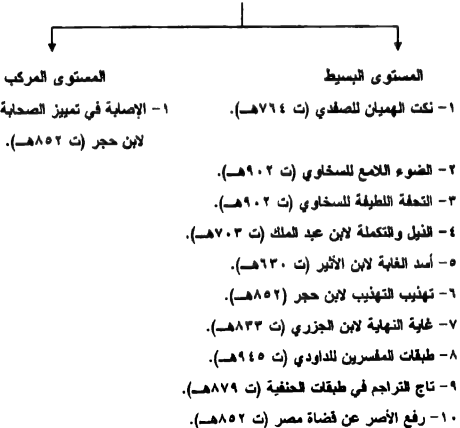 المستوى البسيط
١- نكت الهميان للصفدي (ت ٧٦٤هـ).
٢- الضوء اللامع للسخاوي (ت ٩٠٢هـ).
٣- التحفة اللطيفة للسخاوي (ت ٩٠٢هـ).
٤- الذيل والتكملة لابن عبد الملك (ت ٧٠٣هـ).
٥- أسد الغابة لابن الأثير (ت ٦٣٠هـ).
٦- تهذيب التهذيب لابن حجر (٨٥٢هـ).
٧- غاية النهاية لابن الجزري (ت ٨٣٣هـ).
٨- طبقات المفسرين للداودي (ت ٩٤٥هـ).
٩- تاج التراجم في طبقات الحنفية (ت ٨٧٩هـ).
١٠- رفع الأصر عن قضاة مصر (ت ٨٥٢هـ).
المستوى المركب
١- الإصابة في تمييز الصحابة
لابن حجر (ت ٨٥٢هـ).